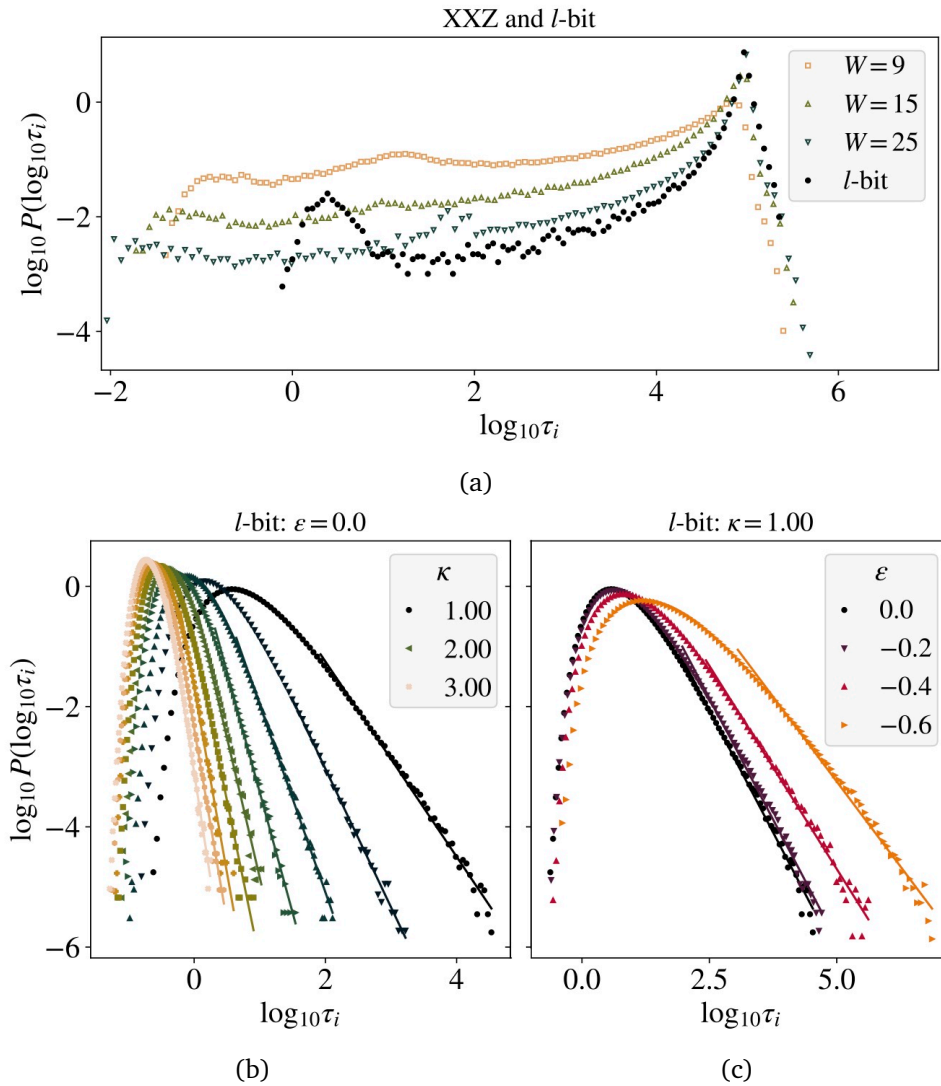 XXZ and l-bit
W = 9
W = 15
W = 25
l-bit
log₁₀ P(log₁₀τᵢ)
0
−2
−4
−2
0
2
4
6
log₁₀τᵢ
(a)
l-bit: ε = 0.0
κ
1.00
2.00
3.00
log₁₀ P(log₁₀τᵢ)
0
−2
−4
−6
0
2
4
log₁₀τᵢ
(b)
l-bit: κ = 1.00
ε
0.0
−0.2
−0.4
−0.6
0.0
2.5
5.0
log₁₀τᵢ
(c)